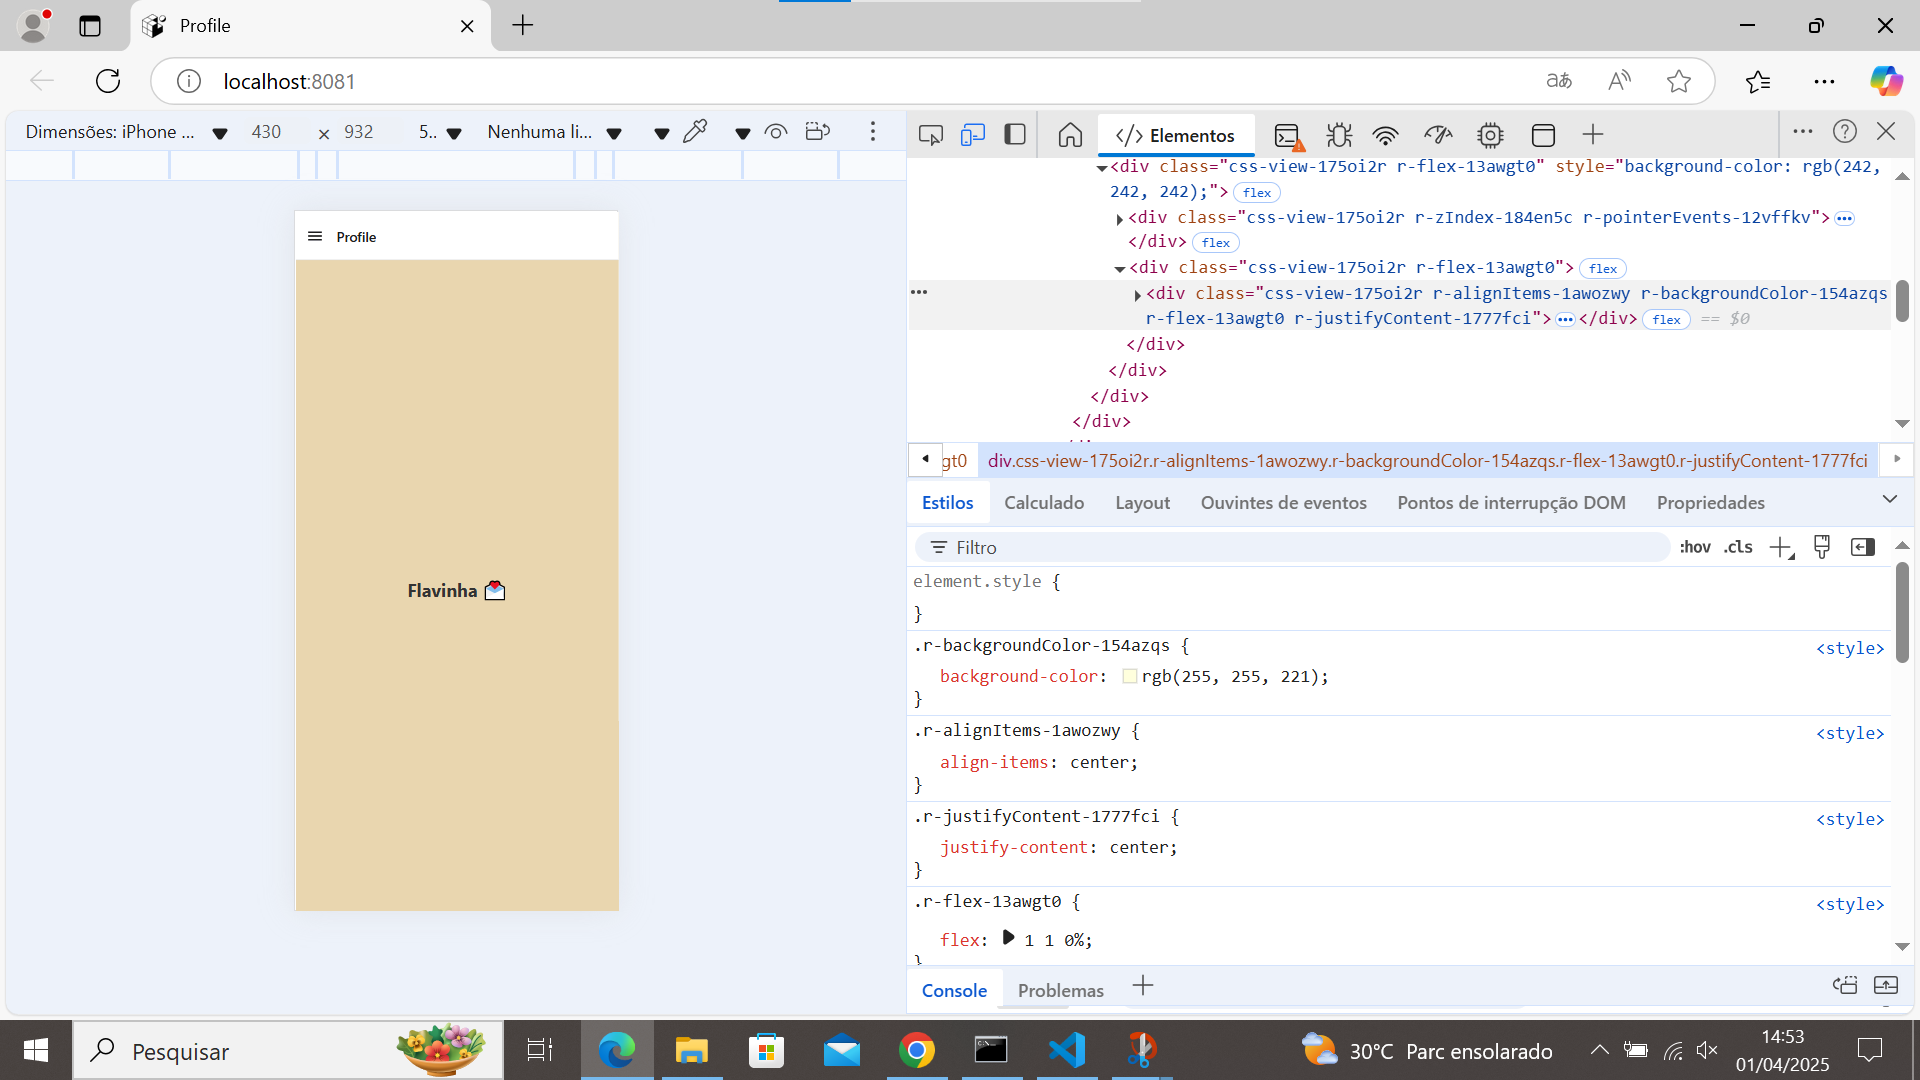 Profile
localhost:8081
Dimensões: iPhone ... 430 × 932 5.. Nenhuma li...
Elementos
Profile
Flavinha
<div class="css-view-175oi2r r-flex-13awgt0" style="background-color: rgb(242,
242, 242);"> flex
<div class="css-view-175oi2r r-zIndex-184en5c r-pointerEvents-12vffkv"> ...
</div> flex
<div class="css-view-175oi2r r-flex-13awgt0"> flex
<div class="css-view-175oi2r r-alignItems-1awozwy r-backgroundColor-154azqs
r-flex-13awgt0 r-justifyContent-1777fci"> ... </div> flex == $0
</div>
</div>
</div>
</div>
gt0 div.css-view-175oi2r.r-alignItems-1awozwy.r-backgroundColor-154azqs.r-flex-13awgt0.r-justifyContent-1777fci
Estilos Calculado Layout Ouvintes de eventos Pontos de interrupção DOM Propriedades
Filtro :hov .cls
element.style {
}
.r-backgroundColor-154azqs { <style>
background-color: rgb(255, 255, 221);
}
.r-alignItems-1awozwy { <style>
align-items: center;
}
.r-justifyContent-1777fci { <style>
justify-content: center;
}
.r-flex-13awgt0 { <style>
flex: 1 1 0%;
}
Console Problemas
Pesquisar
30°C Parc ensolarado
14:53
01/04/2025